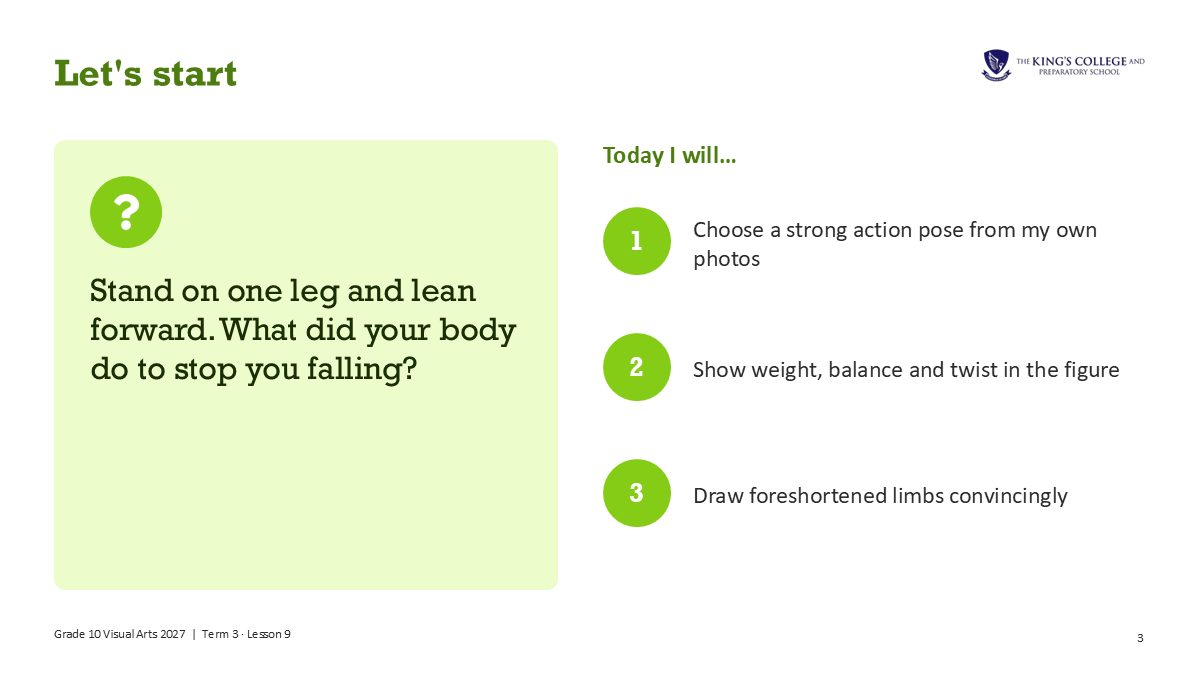 Let's start
THE KING'S COLLEGE AND
PREPARATORY SCHOOL
?
Stand on one leg and lean
forward. What did your body
do to stop you falling?
Today I will...
1
Choose a strong action pose from my own
photos
2
Show weight, balance and twist in the figure
3
Draw foreshortened limbs convincingly
Grade 10 Visual Arts 2027 | Term 3 · Lesson 9
3